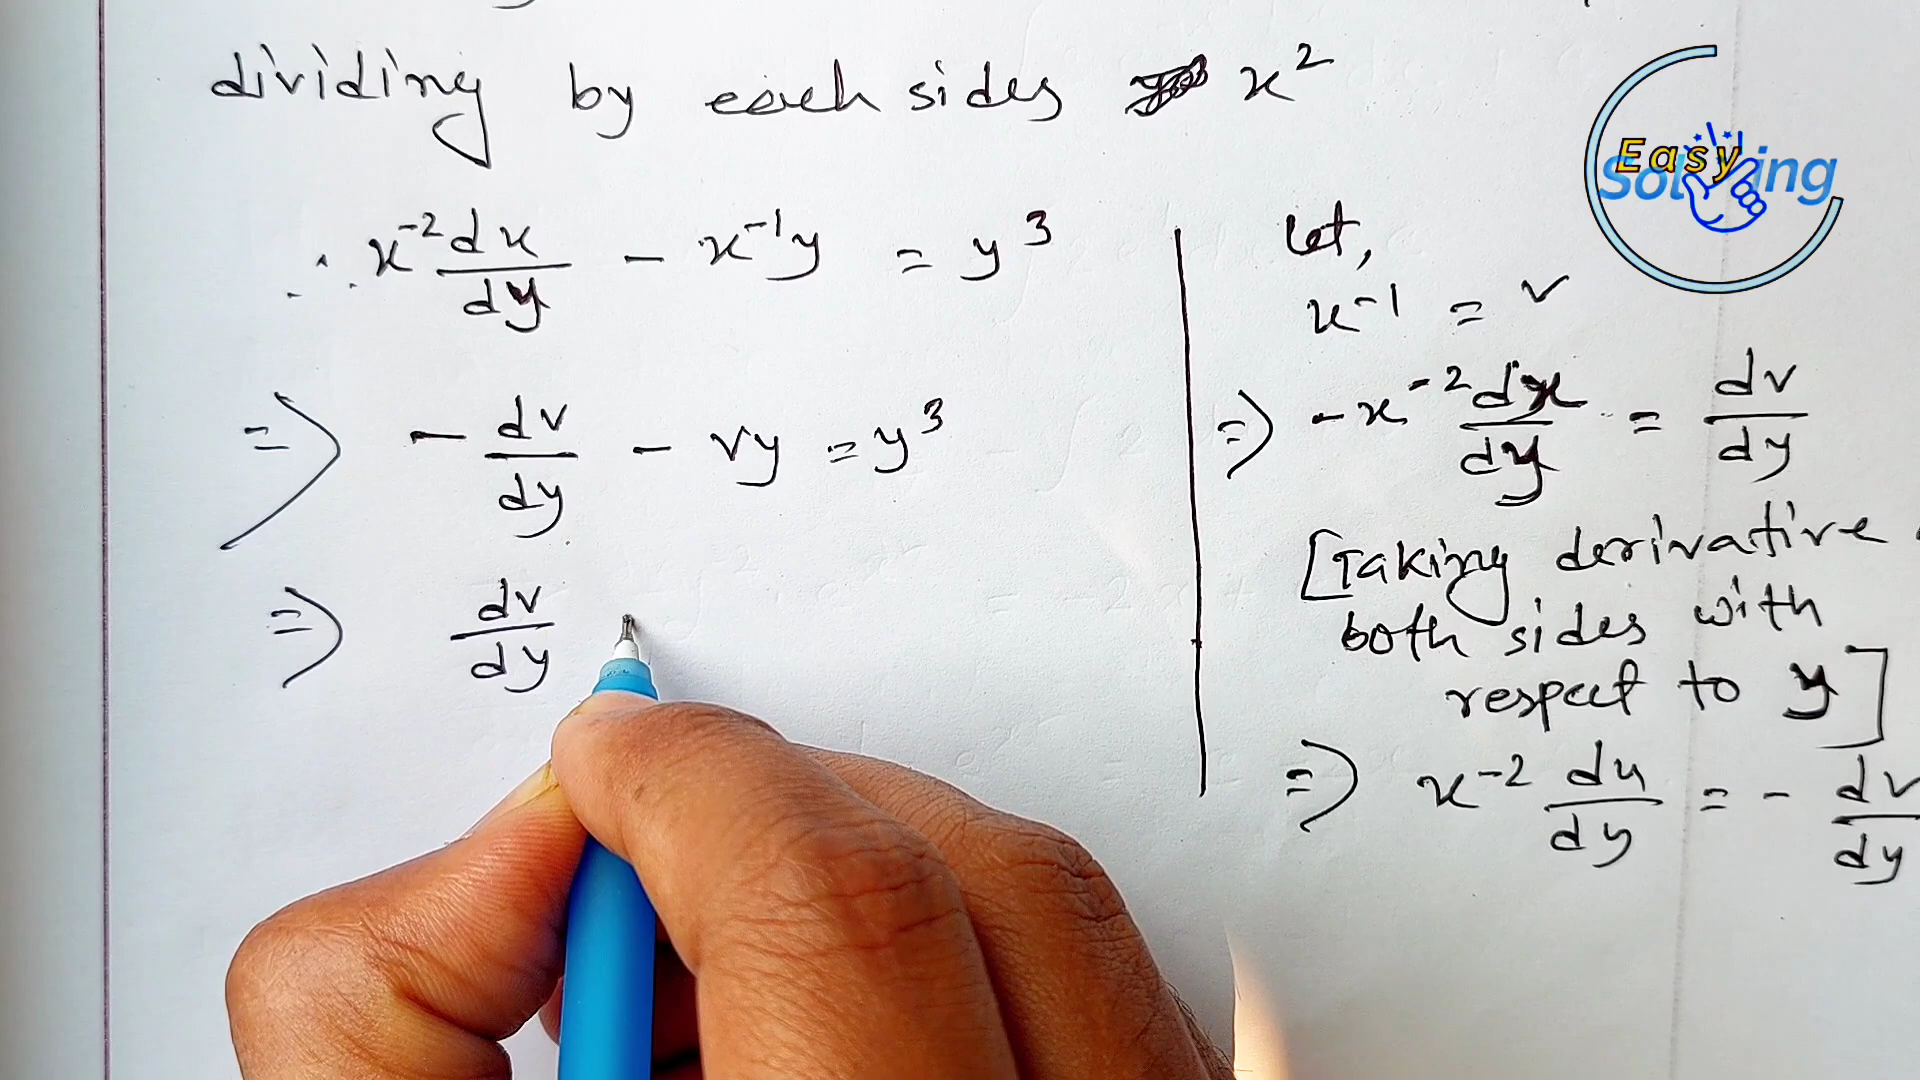 dividing by each sides x²
∴ x⁻² dx/dy - x⁻¹y = y³
⇒ - dv/dy - vy = y³
⇒ dv/dy
Let,
x⁻¹ = v
⇒ -x⁻² dx/dy = dv/dy
[Taking derivative
both sides with
respect to y]
⇒ x⁻² dx/dy = - dv/dy
Easy
Solving